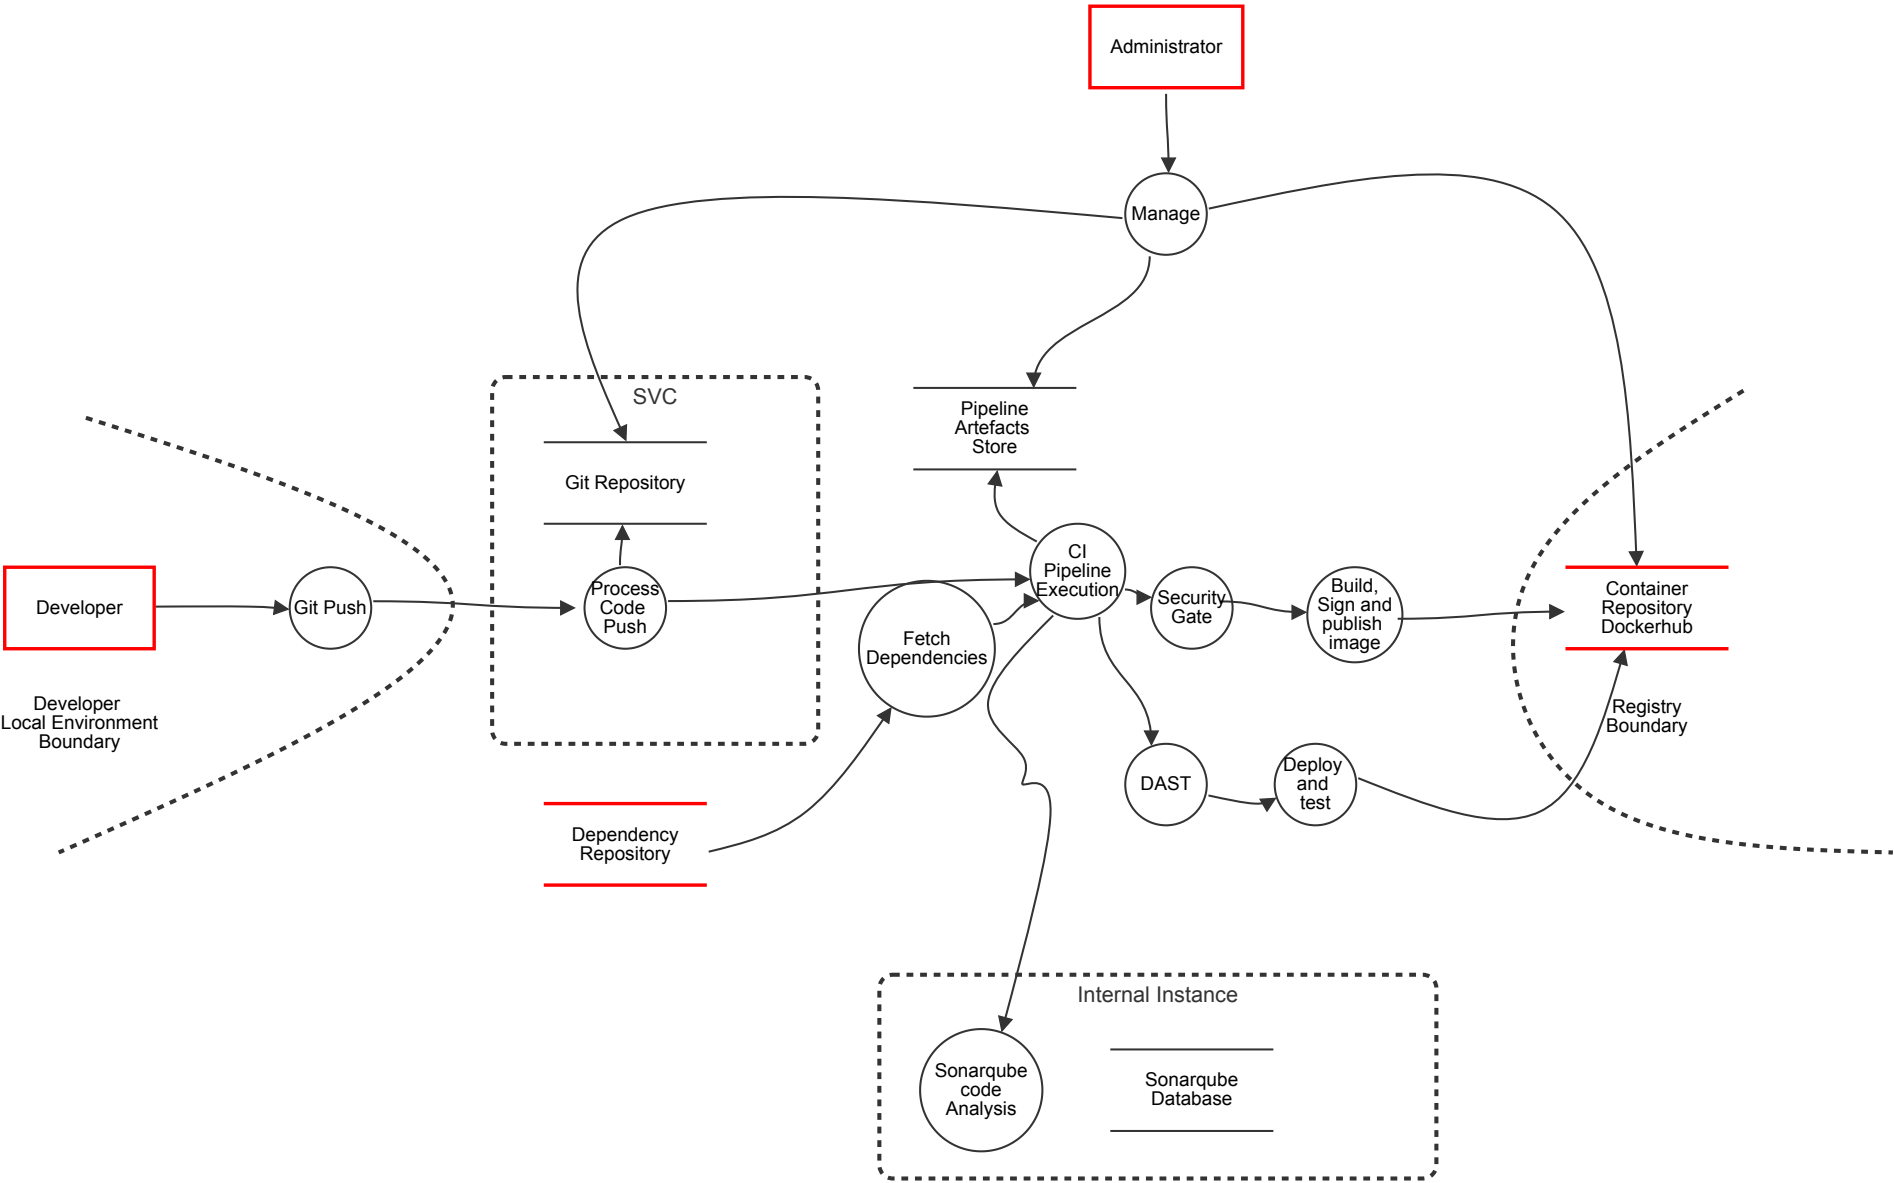 Administrator
Manage
SVC
Pipeline
Artefacts
Store
Git Repository
CI
Pipeline
Execution
Developer
Git Push
Process
Code
Push
Fetch
Dependencies
Security
Gate
Build,
Sign and
publish
image
Container
Repository
Dockerhub
Developer
Local Environment
Boundary
Registry
Boundary
DAST
Deploy
and
test
Dependency
Repository
Internal Instance
Sonarqube
code
Analysis
Sonarqube
Database